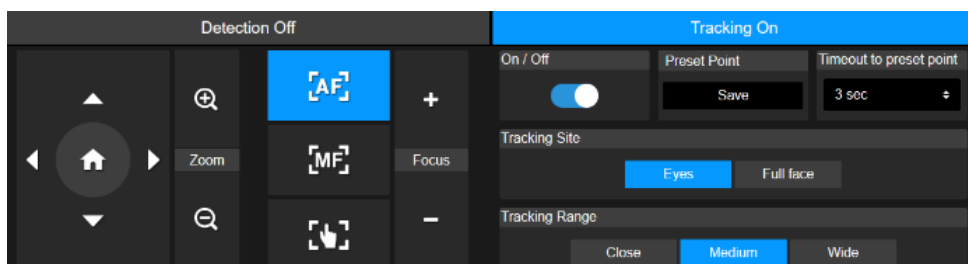 Detection Off
Tracking On
On / Off
Preset Point
Timeout to preset point
AF
Save
3 sec
Tracking Site
Zoom
MF
Focus
Eyes
Full face
Tracking Range
Close
Medium
Wide